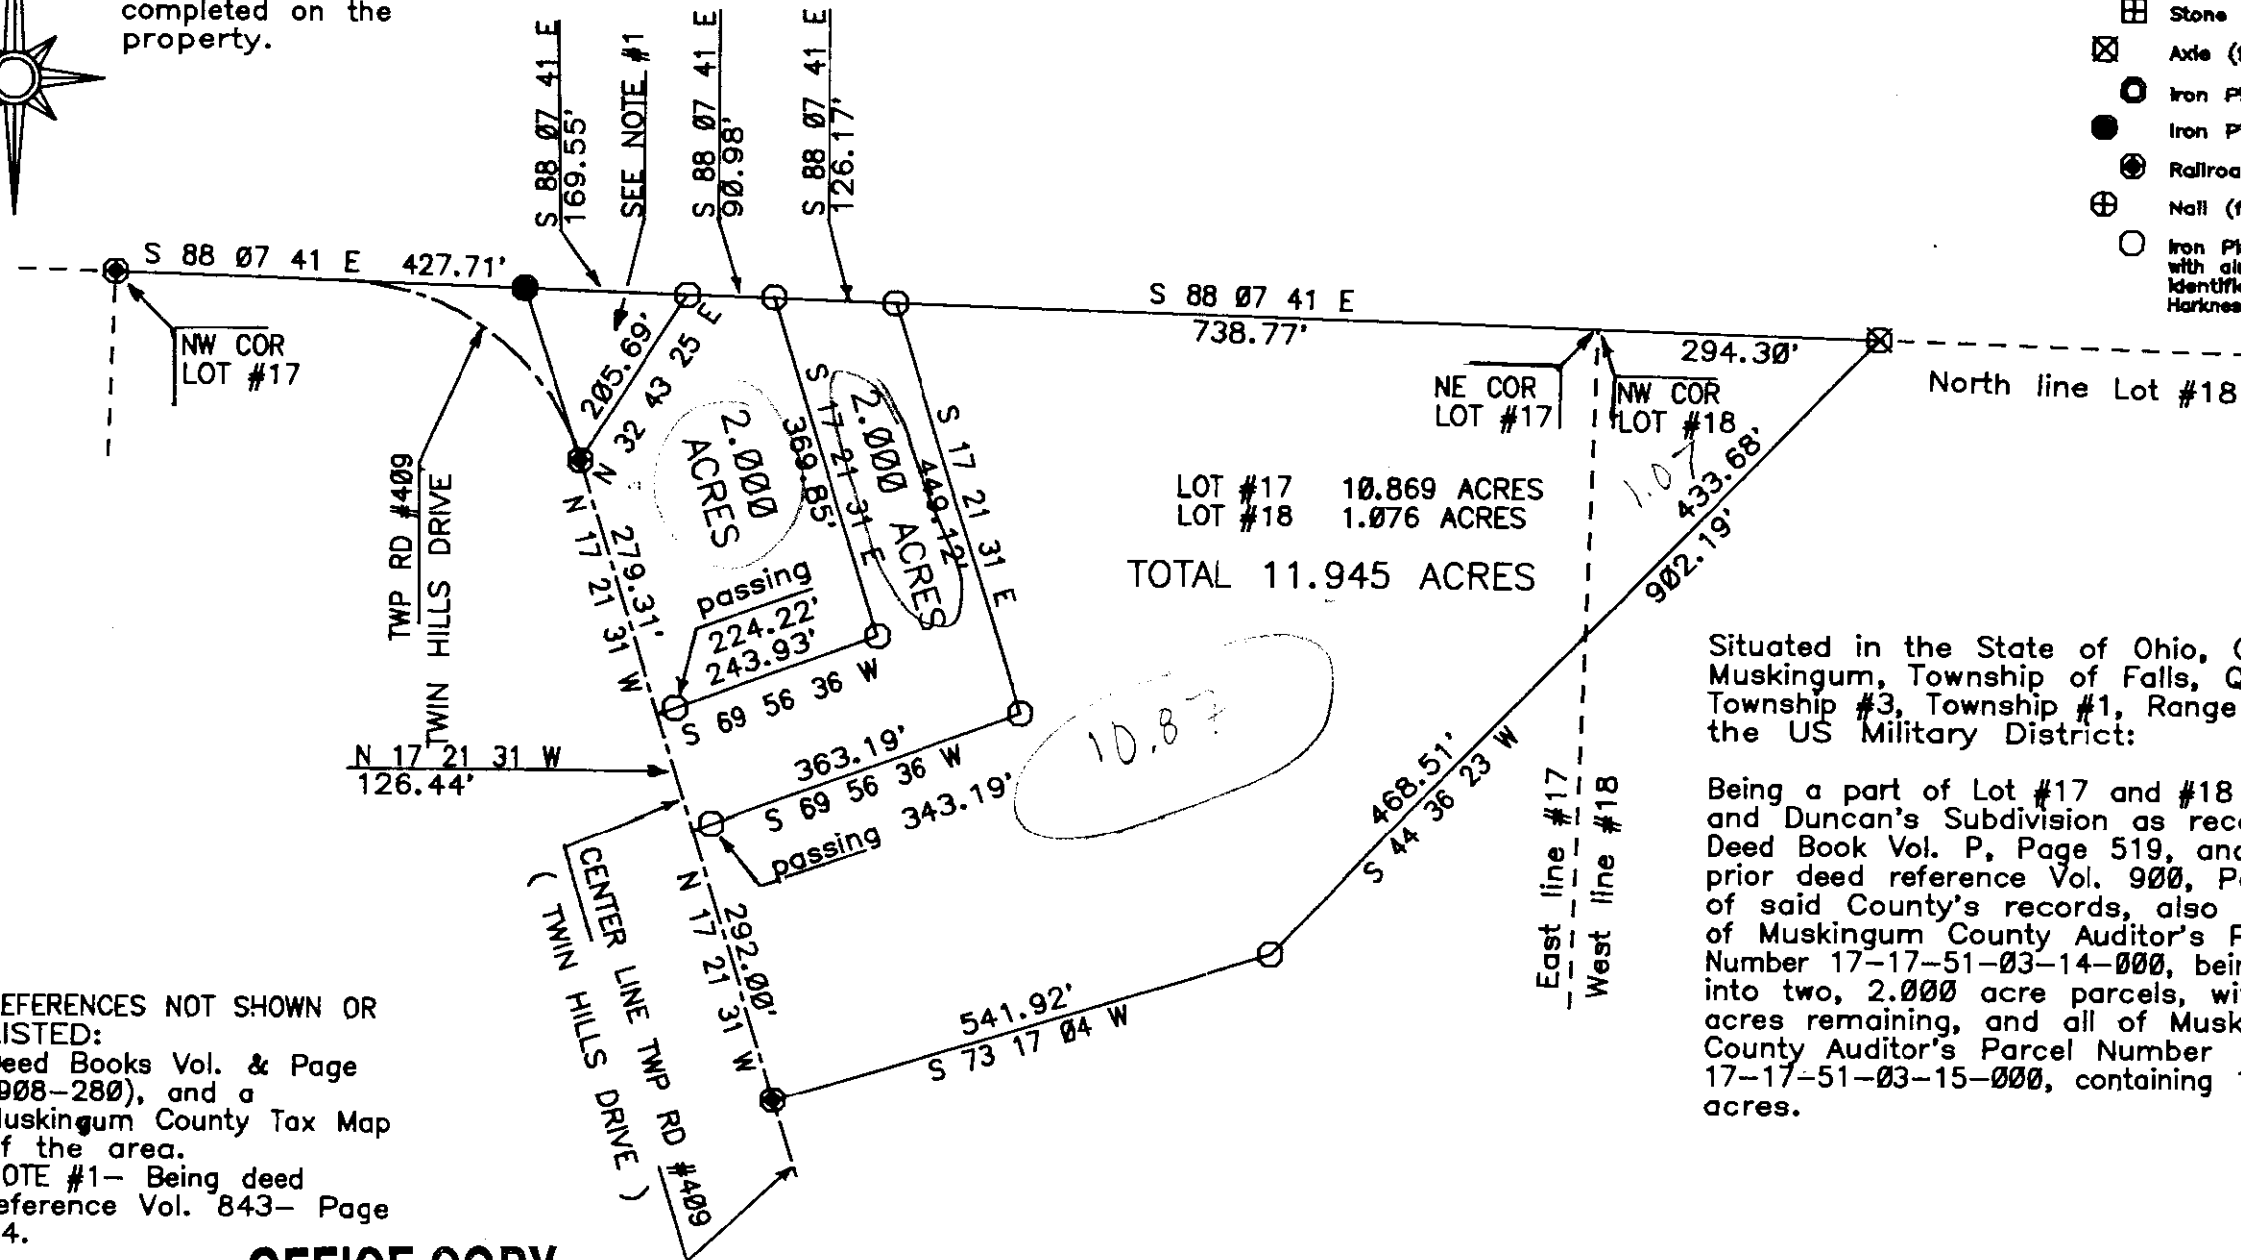 completed on the
property.
S 88 07 41 E
169.55'
SEE NOTE #1
S 88 07 41 E
90.98'
S 88 07 41 E
126.17'
Stone
Axle
Iron
Iron
Nail
Iron
with
S 88 07 41 E 427.71'
NW COR
LOT #17
TWP RD #409
TWIN HILLS DRIVE
205.69'
N 32 43 25 E
2.000
ACRES
S 17 21 31 E
369.85'
2.000 ACRES
S 17 21 31 E
449.12'
S 88 07 41 E
738.77'
294.30'
NE COR
LOT #17
NW COR
LOT #18
North line Lot #18
1.07
433.68'
902.19'
LOT #17 10.869 ACRES
LOT #18 1.076 ACRES
TOTAL 11.945 ACRES
279.31'
N 17 21 31 W
passing
224.22'
243.93'
S 69 56 36 W
N 17 21 31 W
126.44'
363.19'
S 69 56 36 W
passing 343.19'
10.87
468.51'
S 44 36 23 W
East line #17
West line #18
CENTER LINE TWP RD #409
( TWIN HILLS DRIVE )
292.00'
N 17 21 31 W
541.92'
S 73 17 04 W
Situated in the State of Ohio,
Muskingum, Township of Falls,
Township #3, Township #1, Range
the US Military District:
Being a part of Lot #17 and #18
and Duncan's Subdivision as
Deed Book Vol. P, Page 519,
prior deed reference Vol. 900,
of said County's records, also
of Muskingum County Auditor's
Number 17-17-51-03-14-000,
into two, 2.000 acre parcels,
acres remaining, and all of
County Auditor's Parcel Number
17-17-51-03-15-000, containing
acres.
EFERENCES NOT SHOWN OR
ISTED:
eed Books Vol. & Page
908-280), and a
uskingum County Tax Map
f the area.
OTE #1- Being deed
eference Vol. 843- Page
4.
OFFICE COPY